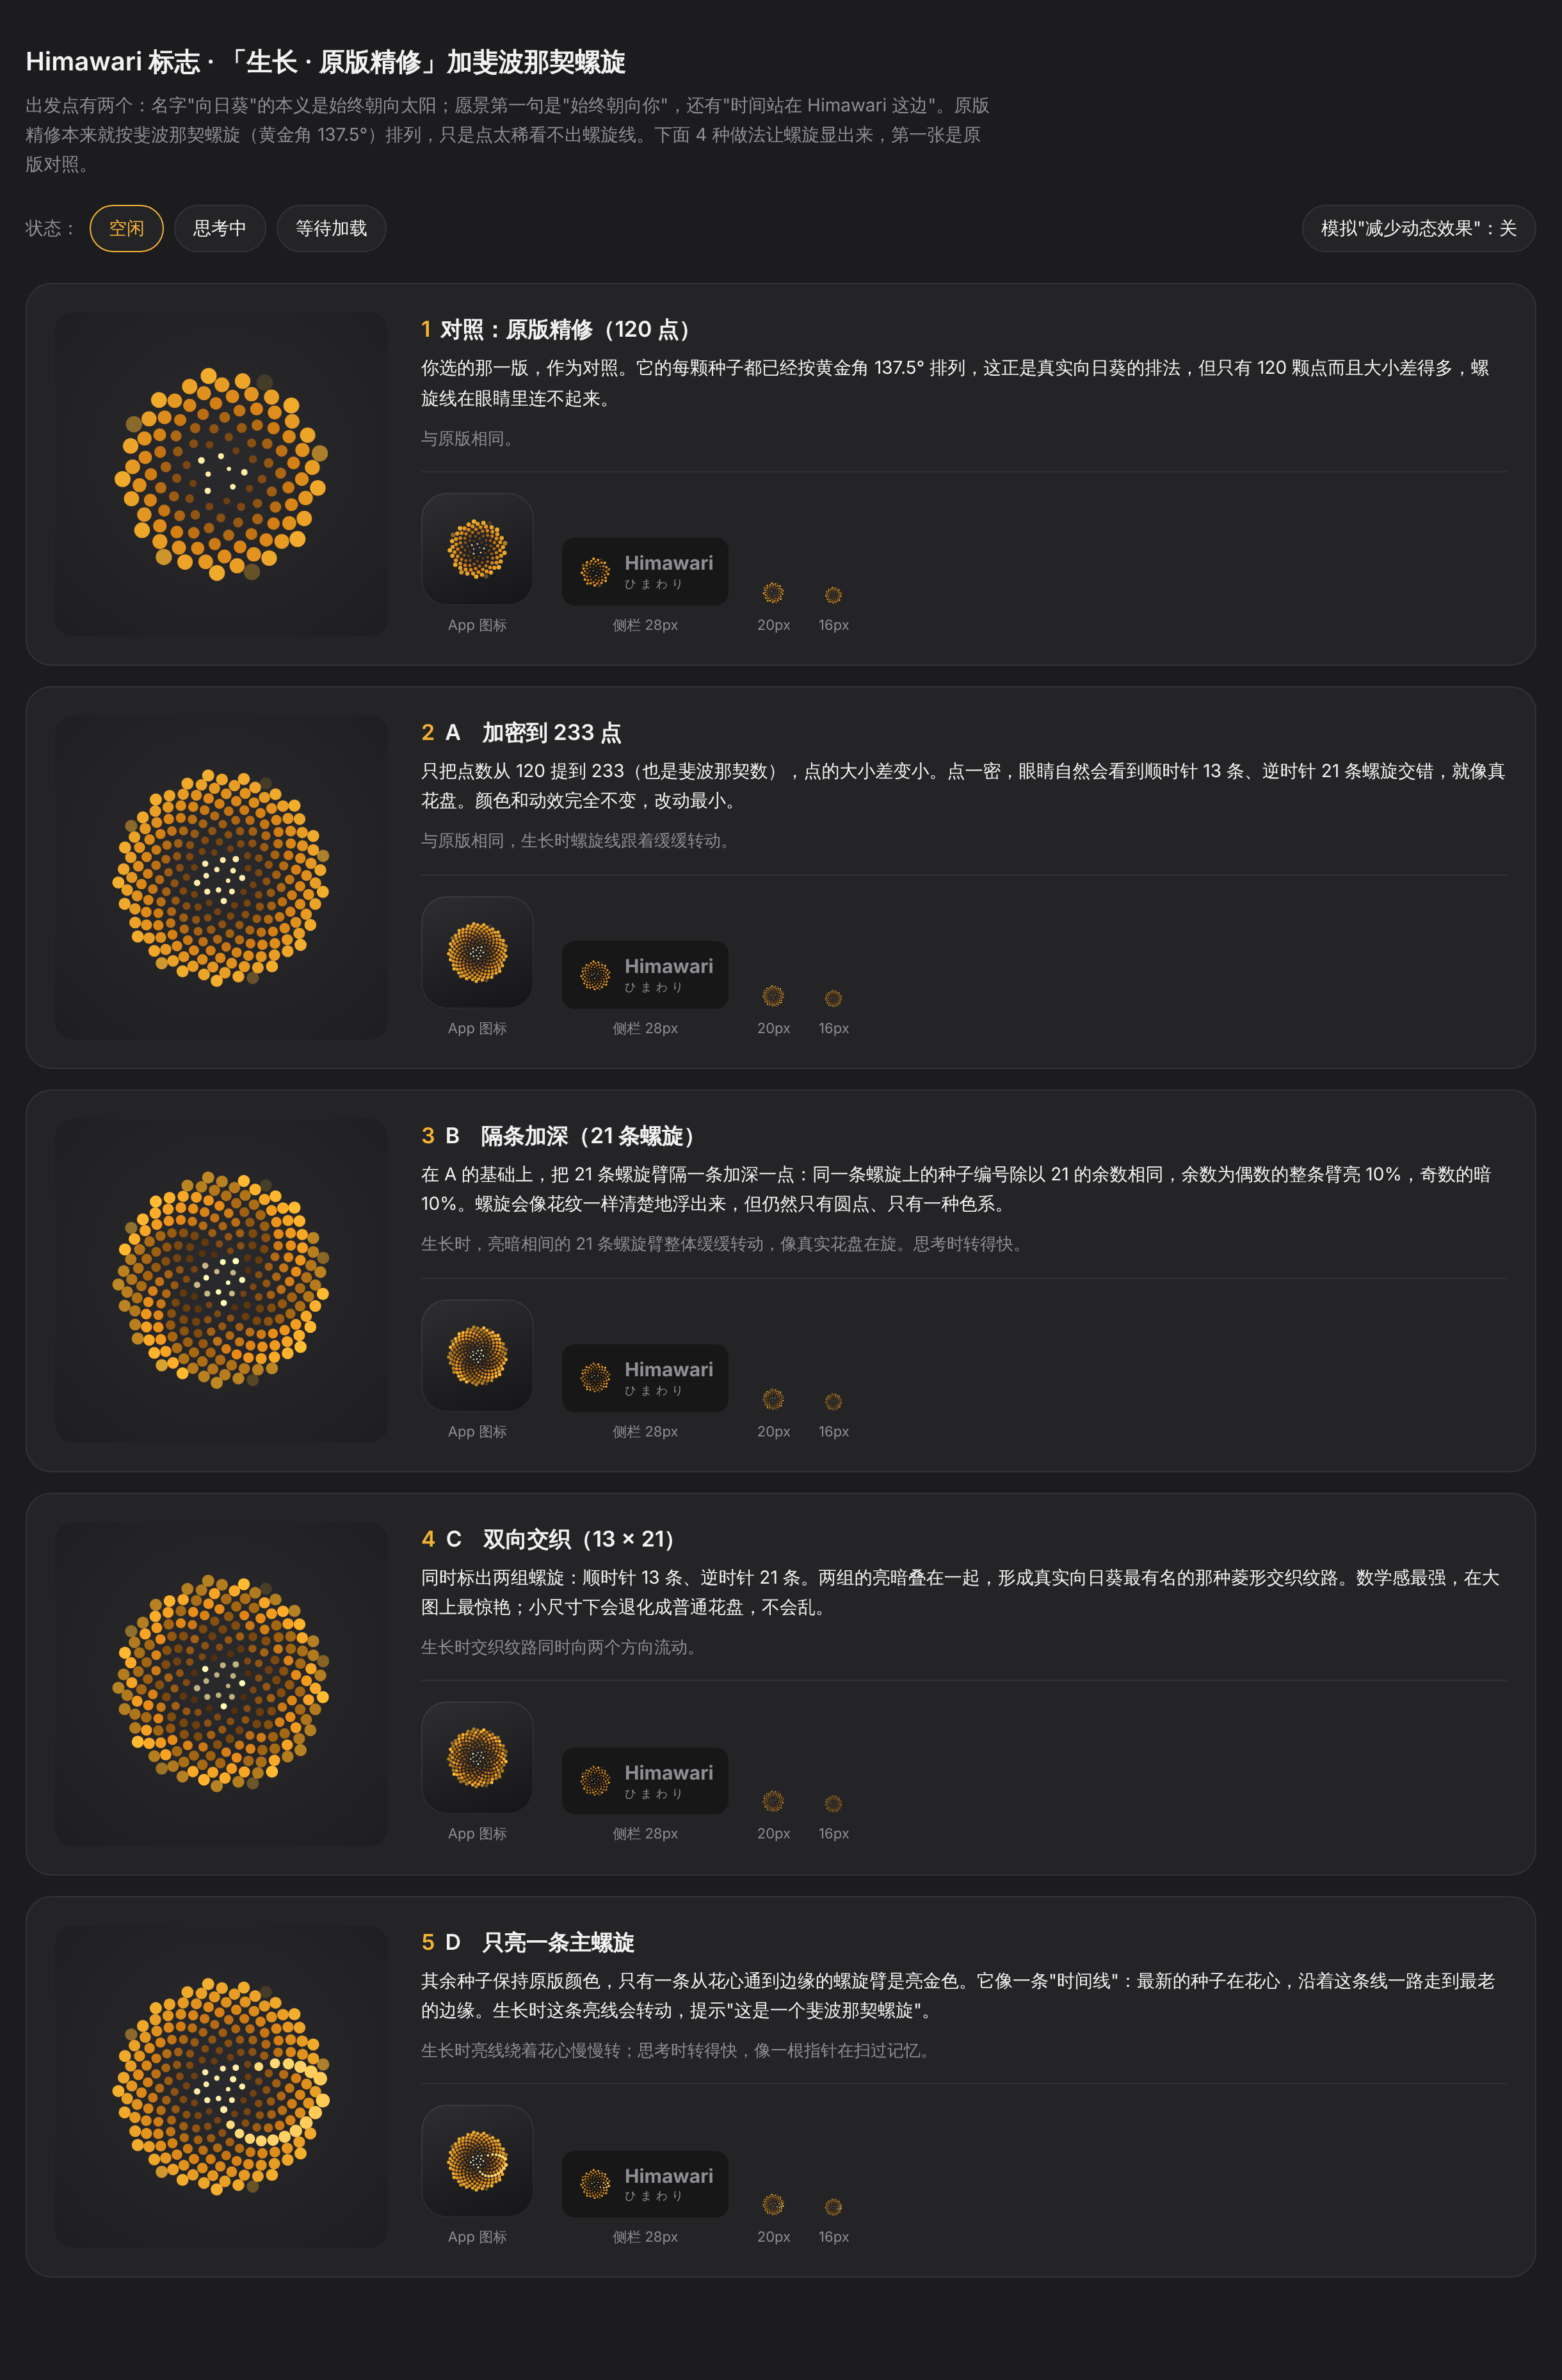 Himawari 标志 · 「生长 · 原版精修」加斐波那契螺旋
出发点有两个：名字"向日葵"的本义是始终朝向太阳；愿景第一句是"始终朝向你"，还有"时间站在 Himawari 这边"。原版
精修本来就按斐波那契螺旋（黄金角 137.5°）排列，只是点太稀看不出螺旋线。下面 4 种做法让螺旋显出来，第一张是原
版对照。
状态： 空闲 思考中 等待加载 模拟"减少动态效果"：关
1 对照：原版精修（120 点）
你选的那一版，作为对照。它的每颗种子都已经按黄金角 137.5° 排列，这正是真实向日葵的排法，但只有 120 颗点而且大小差得多，螺
旋线在眼睛里连不起来。
与原版相同。
Himawari
ひまわり
App 图标 侧栏 28px 20px 16px
2 A 加密到 233 点
只把点数从 120 提到 233（也是斐波那契数），点的大小差变小。点一密，眼睛自然会看到顺时针 13 条、逆时针 21 条螺旋交错，就像真
花盘。颜色和动效完全不变，改动最小。
与原版相同，生长时螺旋线跟着缓缓转动。
Himawari
ひまわり
App 图标 侧栏 28px 20px 16px
3 B 隔条加深（21 条螺旋）
在 A 的基础上，把 21 条螺旋臂隔一条加深一点：同一条螺旋上的种子编号除以 21 的余数相同，余数为偶数的整条臂亮 10%，奇数的暗
10%。螺旋会像花纹一样清楚地浮出来，但仍然只有圆点、只有一种色系。
生长时，亮暗相间的 21 条螺旋臂整体缓缓转动，像真实花盘在旋。思考时转得快。
Himawari
ひまわり
App 图标 侧栏 28px 20px 16px
4 C 双向交织（13 × 21）
同时标出两组螺旋：顺时针 13 条、逆时针 21 条。两组的亮暗叠在一起，形成真实向日葵最有名的那种菱形交织纹路。数学感最强，在大
图上最惊艳；小尺寸下会退化成普通花盘，不会乱。
生长时交织纹路同时向两个方向流动。
Himawari
ひまわり
App 图标 侧栏 28px 20px 16px
5 D 只亮一条主螺旋
其余种子保持原版颜色，只有一条从花心通到边缘的螺旋臂是亮金色。它像一条"时间线"：最新的种子在花心，沿着这条线一路走到最老
的边缘。生长时这条亮线会转动，提示"这是一个斐波那契螺旋"。
生长时亮线绕着花心慢慢转；思考时转得快，像一根指针在扫过记忆。
Himawari
ひまわり
App 图标 侧栏 28px 20px 16px